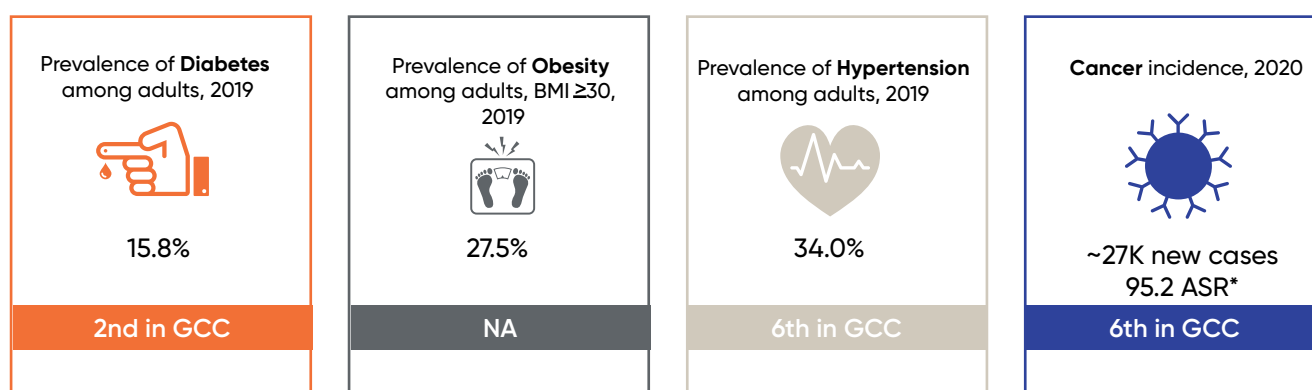 Prevalence of Diabetes
among adults, 2019
15.8%
2nd in GCC
Prevalence of Obesity
among adults, BMI ≥30,
2019
27.5%
NA
Prevalence of Hypertension
among adults, 2019
34.0%
6th in GCC
Cancer incidence, 2020
~27K new cases
95.2 ASR*
6th in GCC